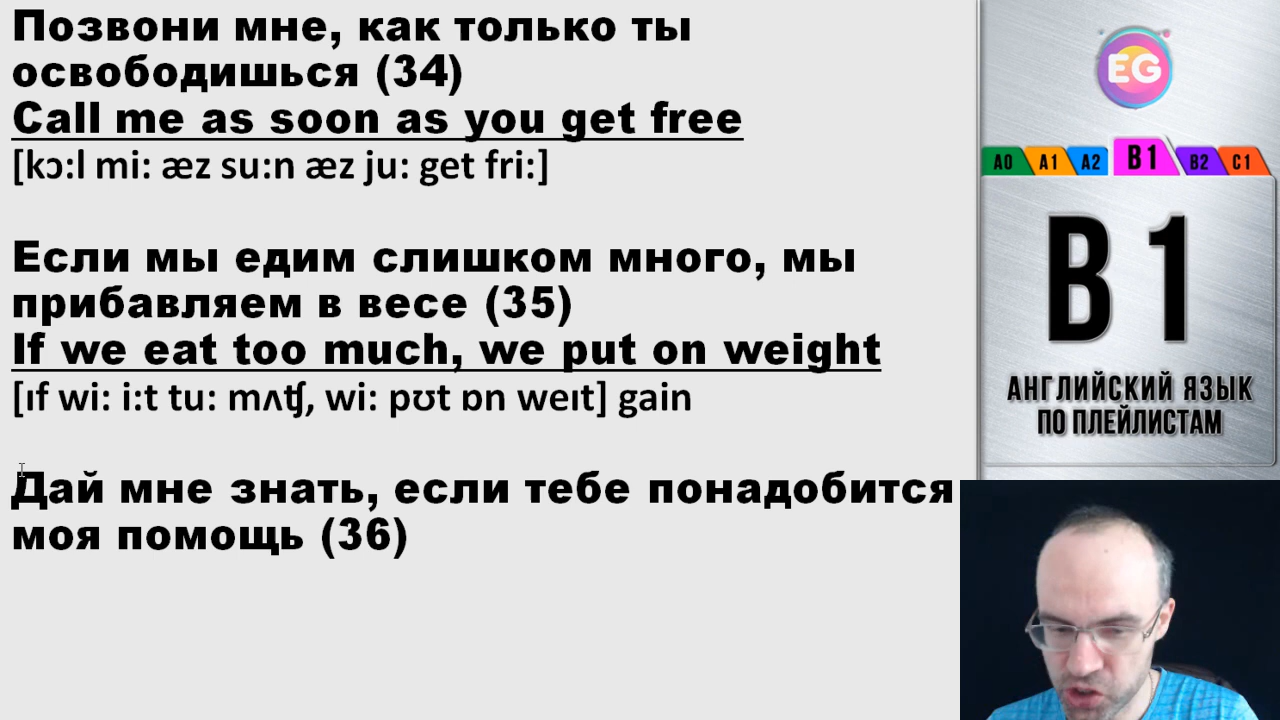 Позвони мне, как только ты
освободишься (34)
Call me as soon as you get free
[kɔ:l mi: æz su:n æz ju: get fri:]
Если мы едим слишком много, мы
прибавляем в весе (35)
If we eat too much, we put on weight
[ɪf wi: i:t tu: mʌʧ, wi: pʊt ɒn weɪt] gain
Дай мне знать, если тебе понадобится
моя помощь (36)
EG
A0 A1 A2 B1 B2 C1
B1
АНГЛИЙСКИЙ ЯЗЫК
ПО ПЛЕЙЛИСТАМ